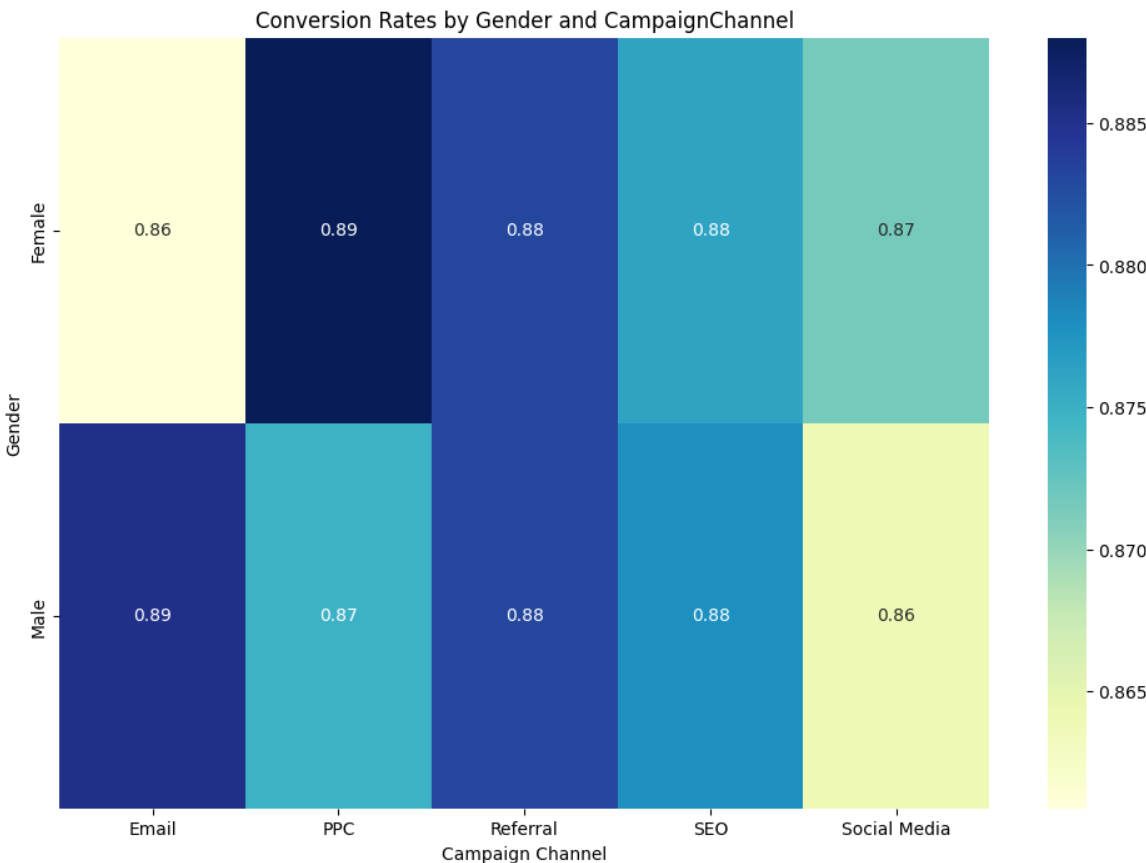 Conversion Rates by Gender and CampaignChannel
Female
Male
Gender
0.86
0.89
0.88
0.88
0.87
0.89
0.87
0.88
0.88
0.86
Email
PPC
Referral
SEO
Social Media
Campaign Channel
0.885
0.880
0.875
0.870
0.865